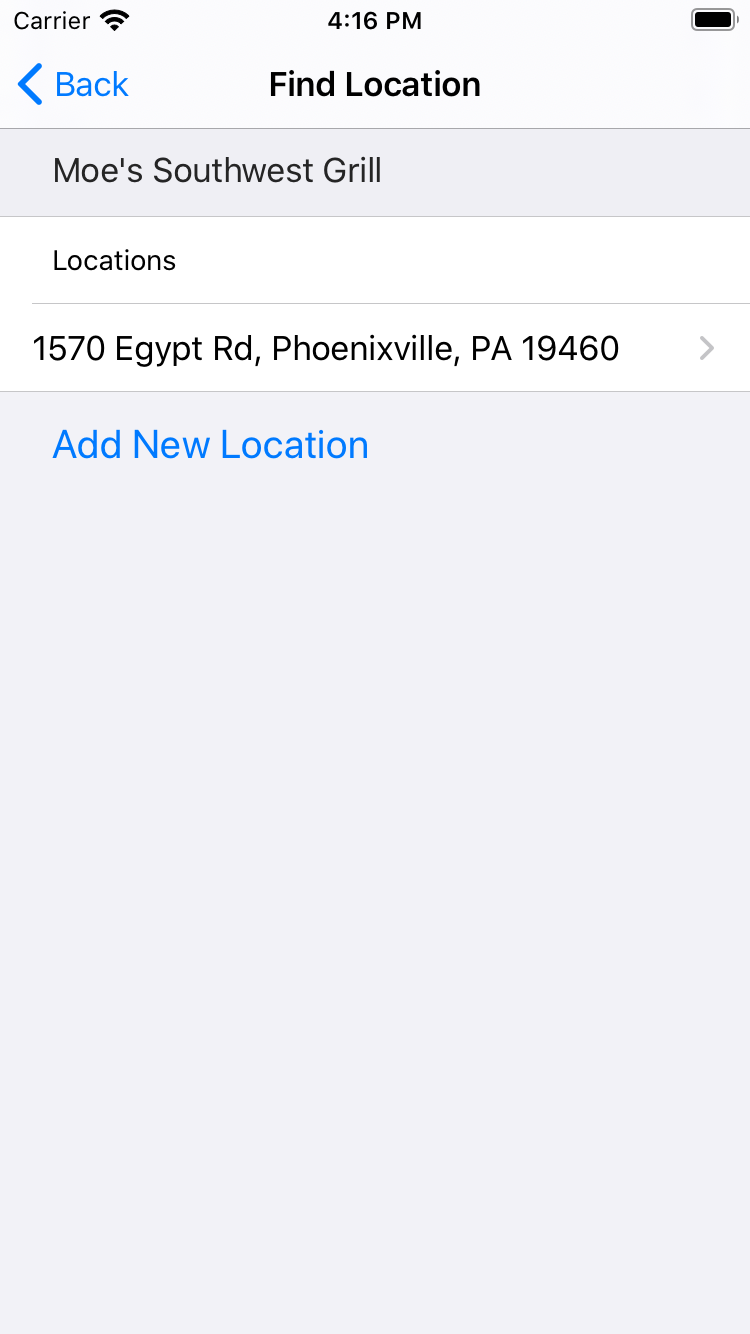 Carrier 4:16 PM
Back Find Location
Moe's Southwest Grill
Locations
1570 Egypt Rd, Phoenixville, PA 19460
Add New Location